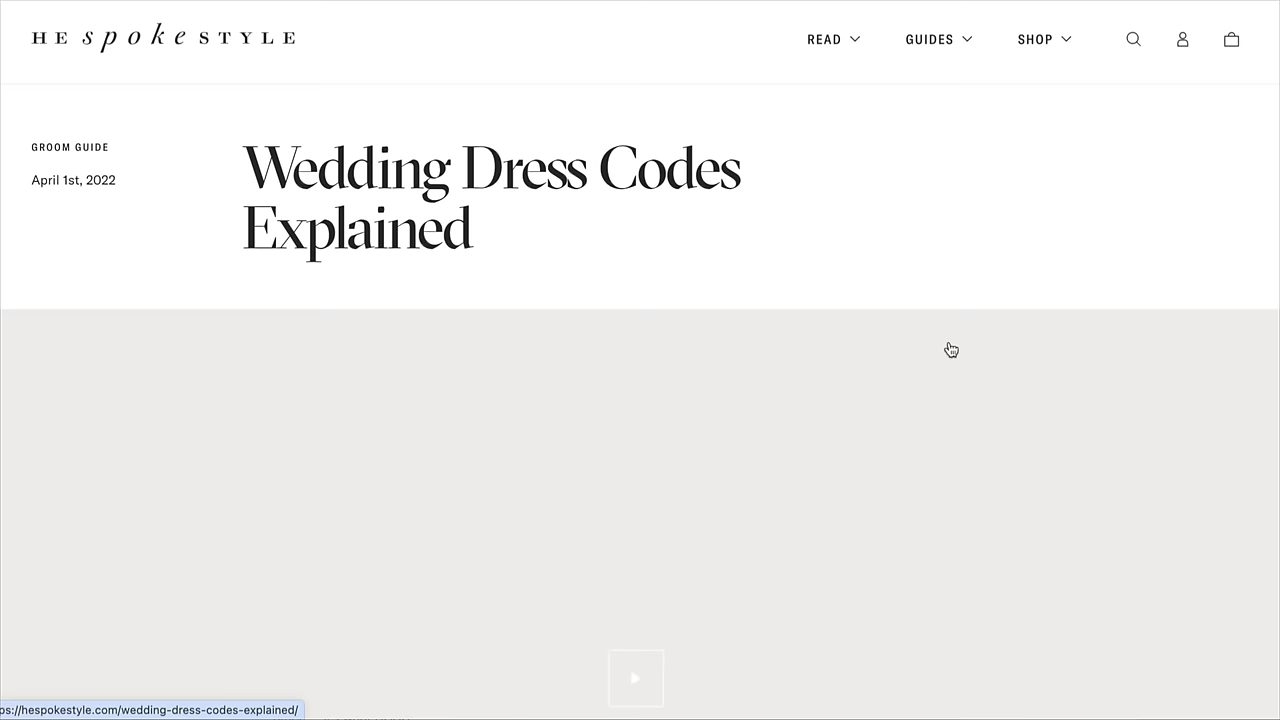 HE spoke STYLE
READ
GUIDES
SHOP
GROOM GUIDE
April 1st, 2022
Wedding Dress Codes
Explained
ps://hespokestyle.com/wedding-dress-codes-explained/